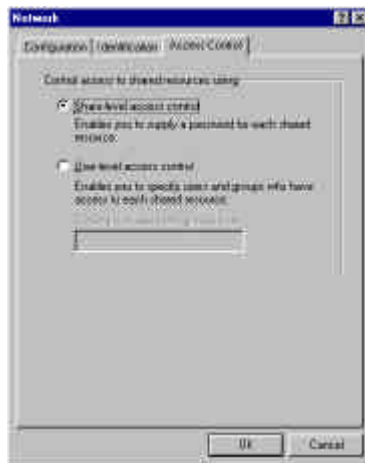 Network
Configuration Identification Access Control
Control access to shared resources using:
Share-level access control
Enables you to supply a password for each shared
resource.
User-level access control
Enables you to specify users and groups who have
access to each shared resource.
OK Cancel